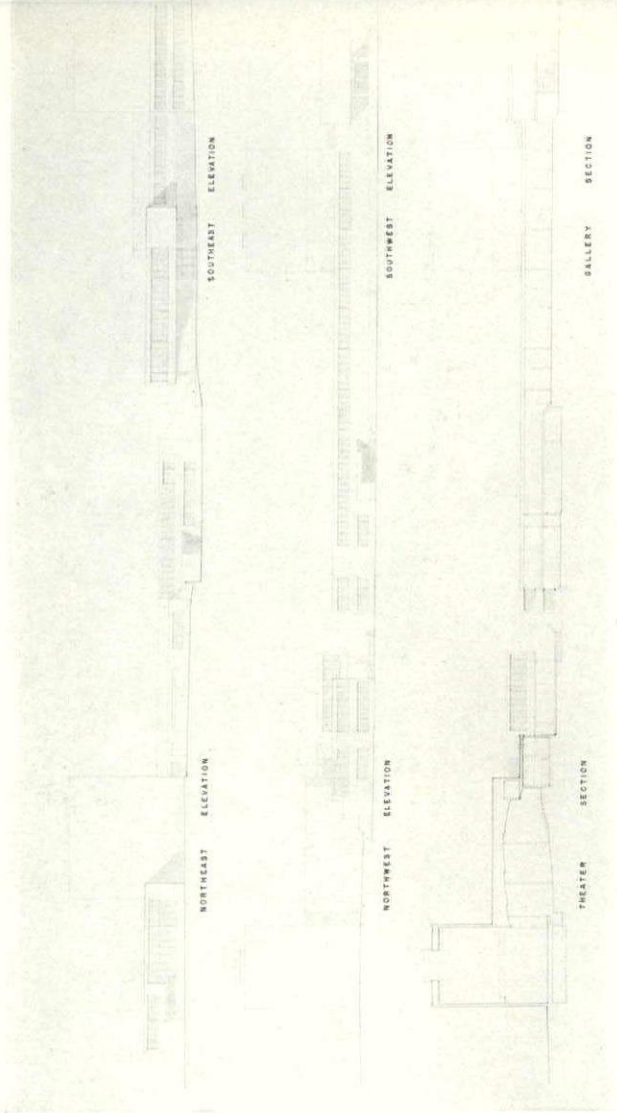 NORTHEAST ELEVATION
SOUTHEAST ELEVATION
NORTHWEST ELEVATION
SOUTHWEST ELEVATION
THEATER SECTION
GALLERY SECTION